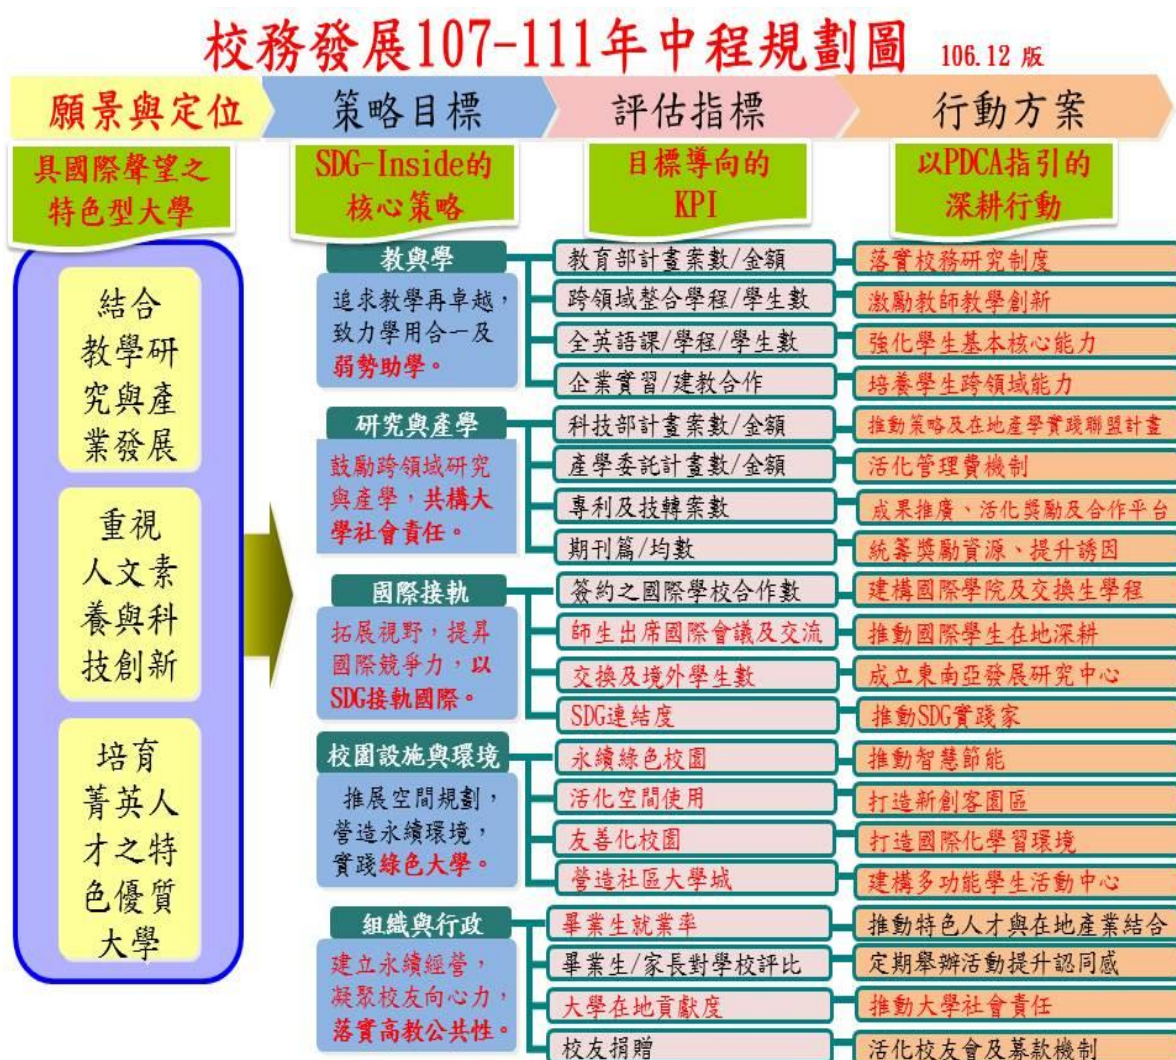 校務發展107-111年中程規劃圖 106.12 版
願景與定位
策略目標
評估指標
行動方案
具國際聲望之
特色型大學
SDG-Inside的
核心策略
目標導向的
KPI
以PDCA指引的
深耕行動
結合
教學研
究與產
業發展
重視
人文素
養與科
技創新
培育
菁英人
才之特
色優質
大學
教與學
追求教學再卓越，
致力學用合一及
弱勢助學。
教育部計畫案數/金額
落實校務研究制度
跨領域整合學程/學生數
激勵教師教學創新
全英語課/學程/學生數
強化學生基本核心能力
企業實習/建教合作
培養學生跨領域能力
研究與產學
鼓勵跨領域研究
與產學，共構大
學社會責任。
科技部計畫案數/金額
推動策略及在地產學實踐聯盟計畫
產學委託計畫數/金額
活化管理費機制
專利及技轉案數
成果推廣、活化獎勵及合作平台
期刊篇/均數
統籌獎勵資源、提升誘因
國際接軌
拓展視野，提昇
國際競爭力，以
SDG接軌國際。
簽約之國際學校合作數
建構國際學院及交換生學程
師生出席國際會議及交流
推動國際學生在地深耕
交換及境外學生數
成立東南亞發展研究中心
SDG連結度
推動SDG實踐家
校園設施與環境
推展空間規劃，
營造永續環境，
實踐綠色大學。
永續綠色校園
推動智慧節能
活化空間使用
打造新創客園區
友善化校園
打造國際化學習環境
營造社區大學城
建構多功能學生活動中心
組織與行政
建立永續經營，
凝聚校友向心力，
落實高教公共性。
畢業生就業率
推動特色人才與在地產業結合
畢業生/家長對學校評比
定期舉辦活動提升認同感
大學在地貢獻度
推動大學社會責任
校友捐贈
活化校友會及募款機制